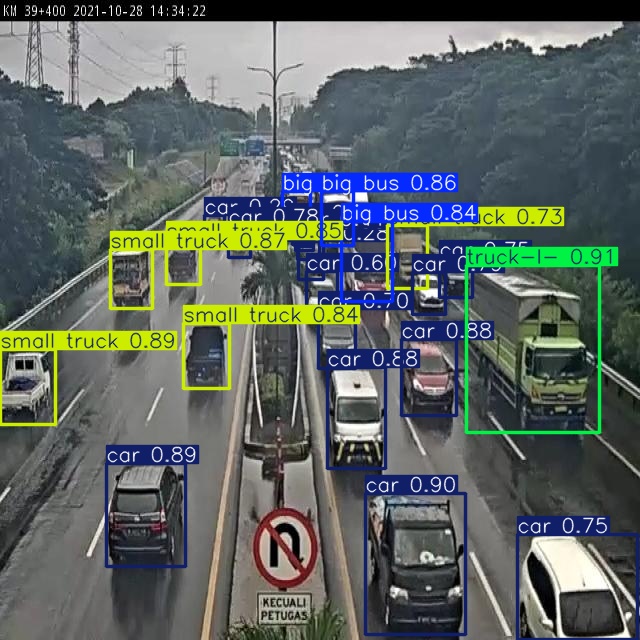 KM 39+400 2021-10-28 14:34:22
big big bus 0.86
big bus 0.84
small truck 0.85
small truck 0.87
car 0.78
truck 0.73
car 0.60
truck-l- 0.91
small truck 0.84
car 0.70
small truck 0.89
car 0.88
car 0.88
car 0.89
car 0.90
car 0.75
KECUALI
PETUGAS